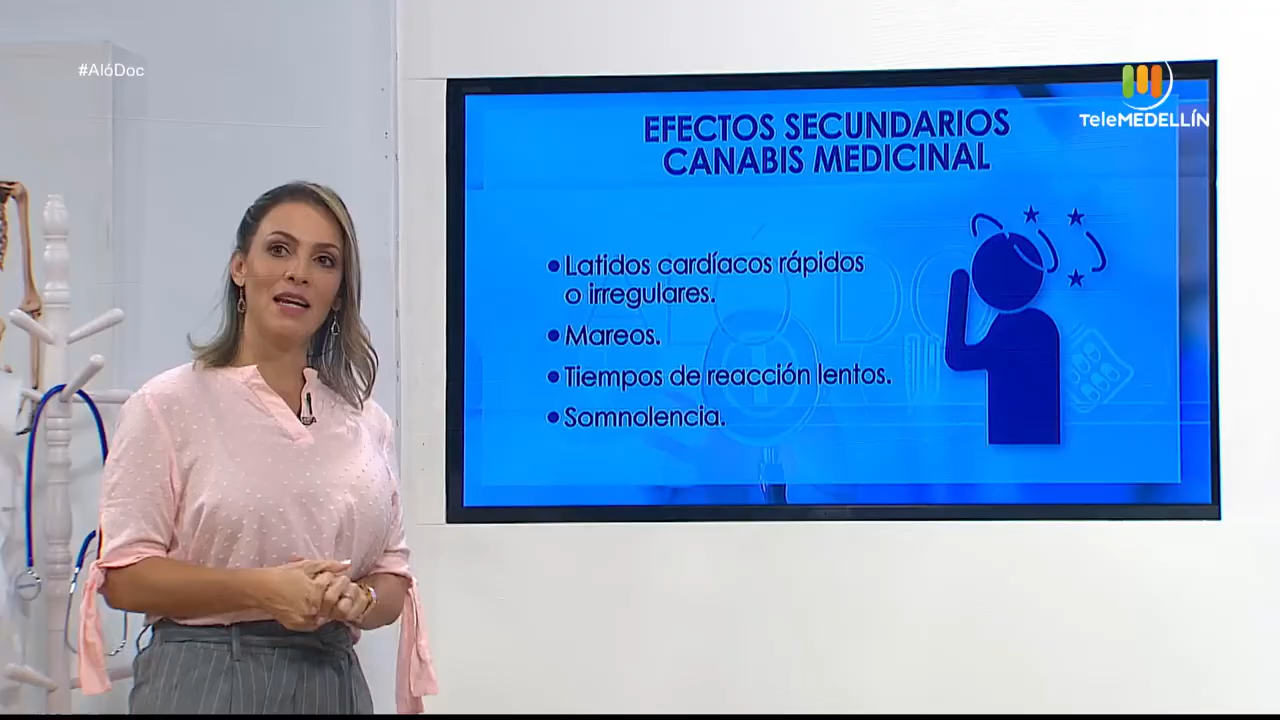 #AlóDoc
TeleMEDELLÍN
EFECTOS SECUNDARIOS
CANABIS MEDICINAL
• Latidos cardíacos rápidos
o irregulares.
• Mareos.
• Tiempos de reacción lentos.
• Somnolencia.